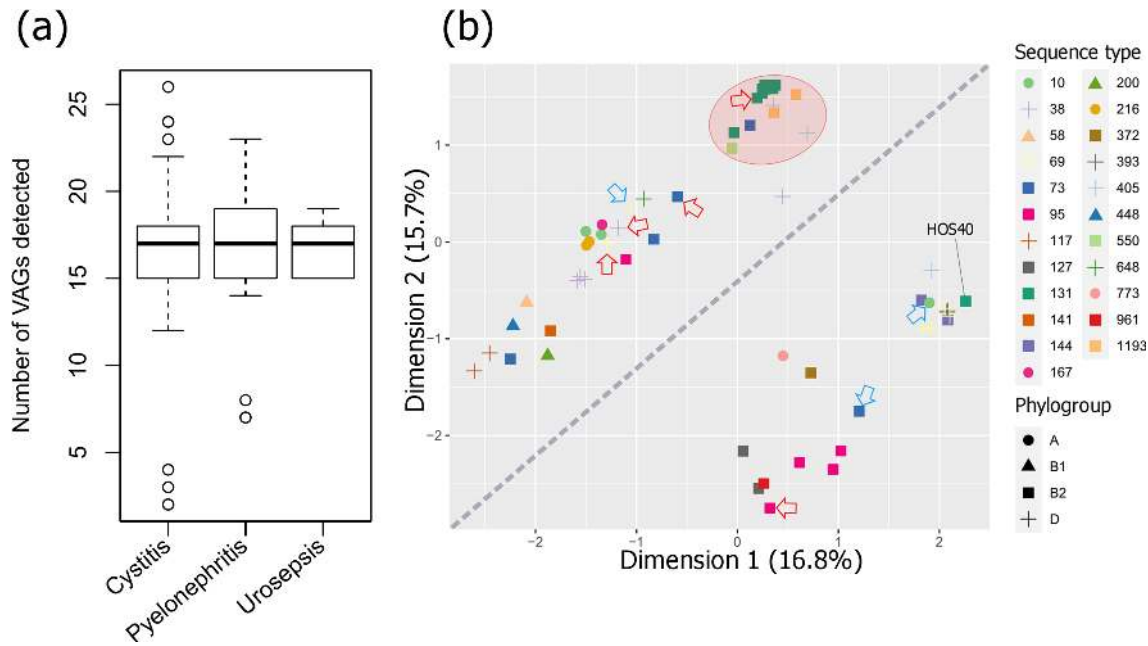 (a)
Number of VAGs detected
25
20
15
10
5
Cystitis
Pyelonephritis
Urosepsis
(b)
Dimension 2 (15.7%)
1
0
−1
−2
−2
−1
0
1
2
Dimension 1 (16.8%)
HOS40
Sequence type
10 200
38 216
58 372
69 393
73 405
95 448
117 550
127 648
131 773
141 961
144 1193
167
Phylogroup
A
B1
B2
D